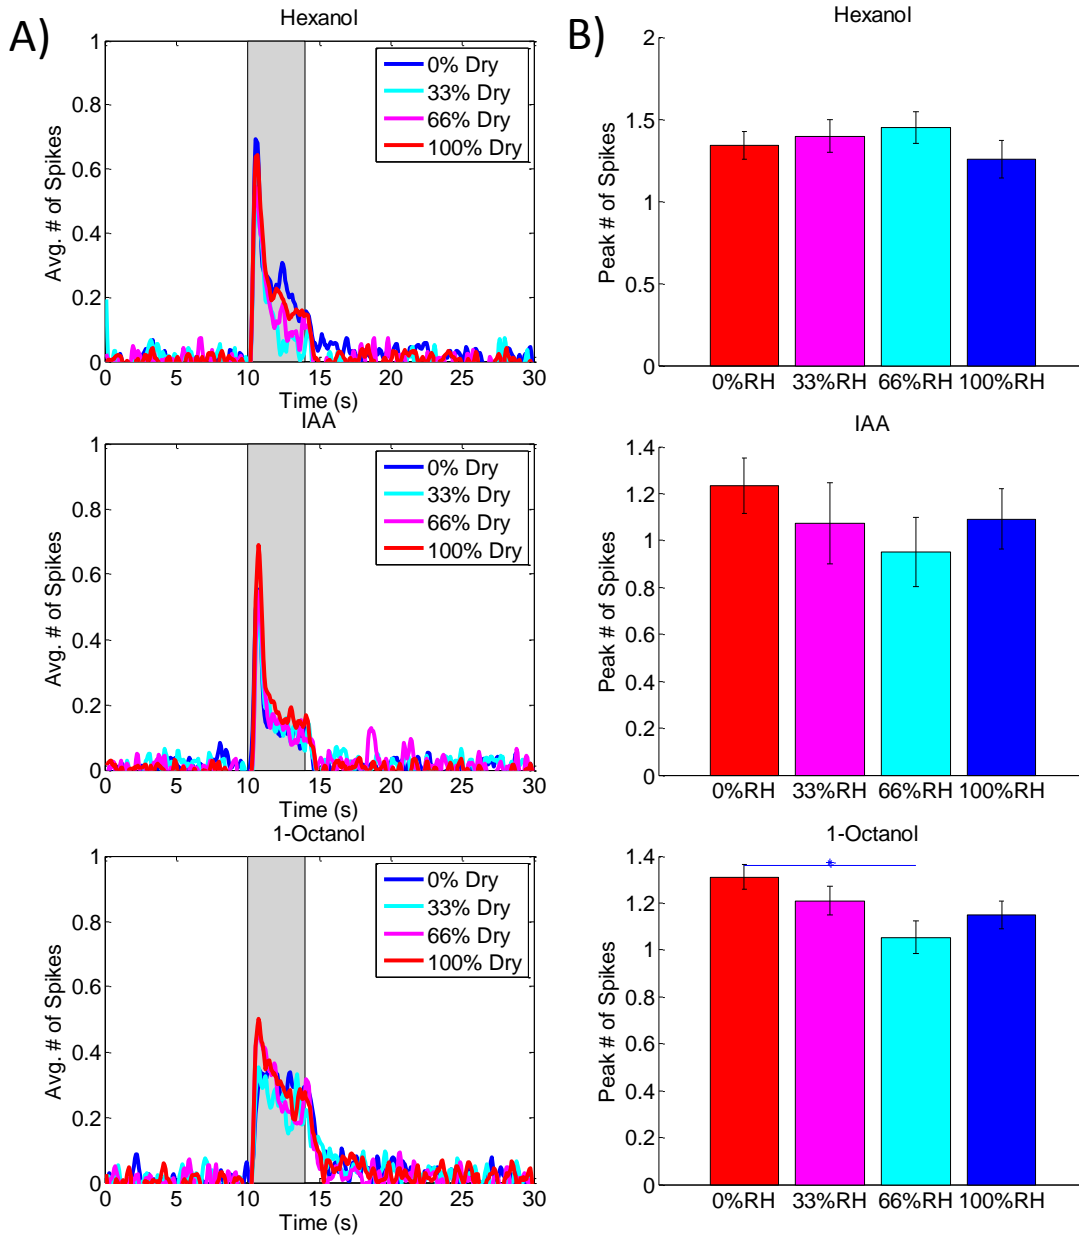 A)
Hexanol
Avg. # of Spikes
1
0.8
0.6
0.4
0.2
0
0% Dry
33% Dry
66% Dry
100% Dry
0 5 10 15 20 25 30
Time (s)
IAA
Avg. # of Spikes
1
0.8
0.6
0.4
0.2
0
0% Dry
33% Dry
66% Dry
100% Dry
0 5 10 15 20 25 30
Time (s)
1-Octanol
Avg. # of Spikes
1
0.8
0.6
0.4
0.2
0
0% Dry
33% Dry
66% Dry
100% Dry
0 5 10 15 20 25 30
Time (s)
B)
Hexanol
Peak # of Spikes
2
1.5
1
0.5
0
0%RH 33%RH 66%RH 100%RH
IAA
Peak # of Spikes
1.4
1.2
1
0.8
0.6
0.4
0.2
0
0%RH 33%RH 66%RH 100%RH
1-Octanol
Peak # of Spikes
1.4
*
1.2
1
0.8
0.6
0.4
0.2
0
0%RH 33%RH 66%RH 100%RH